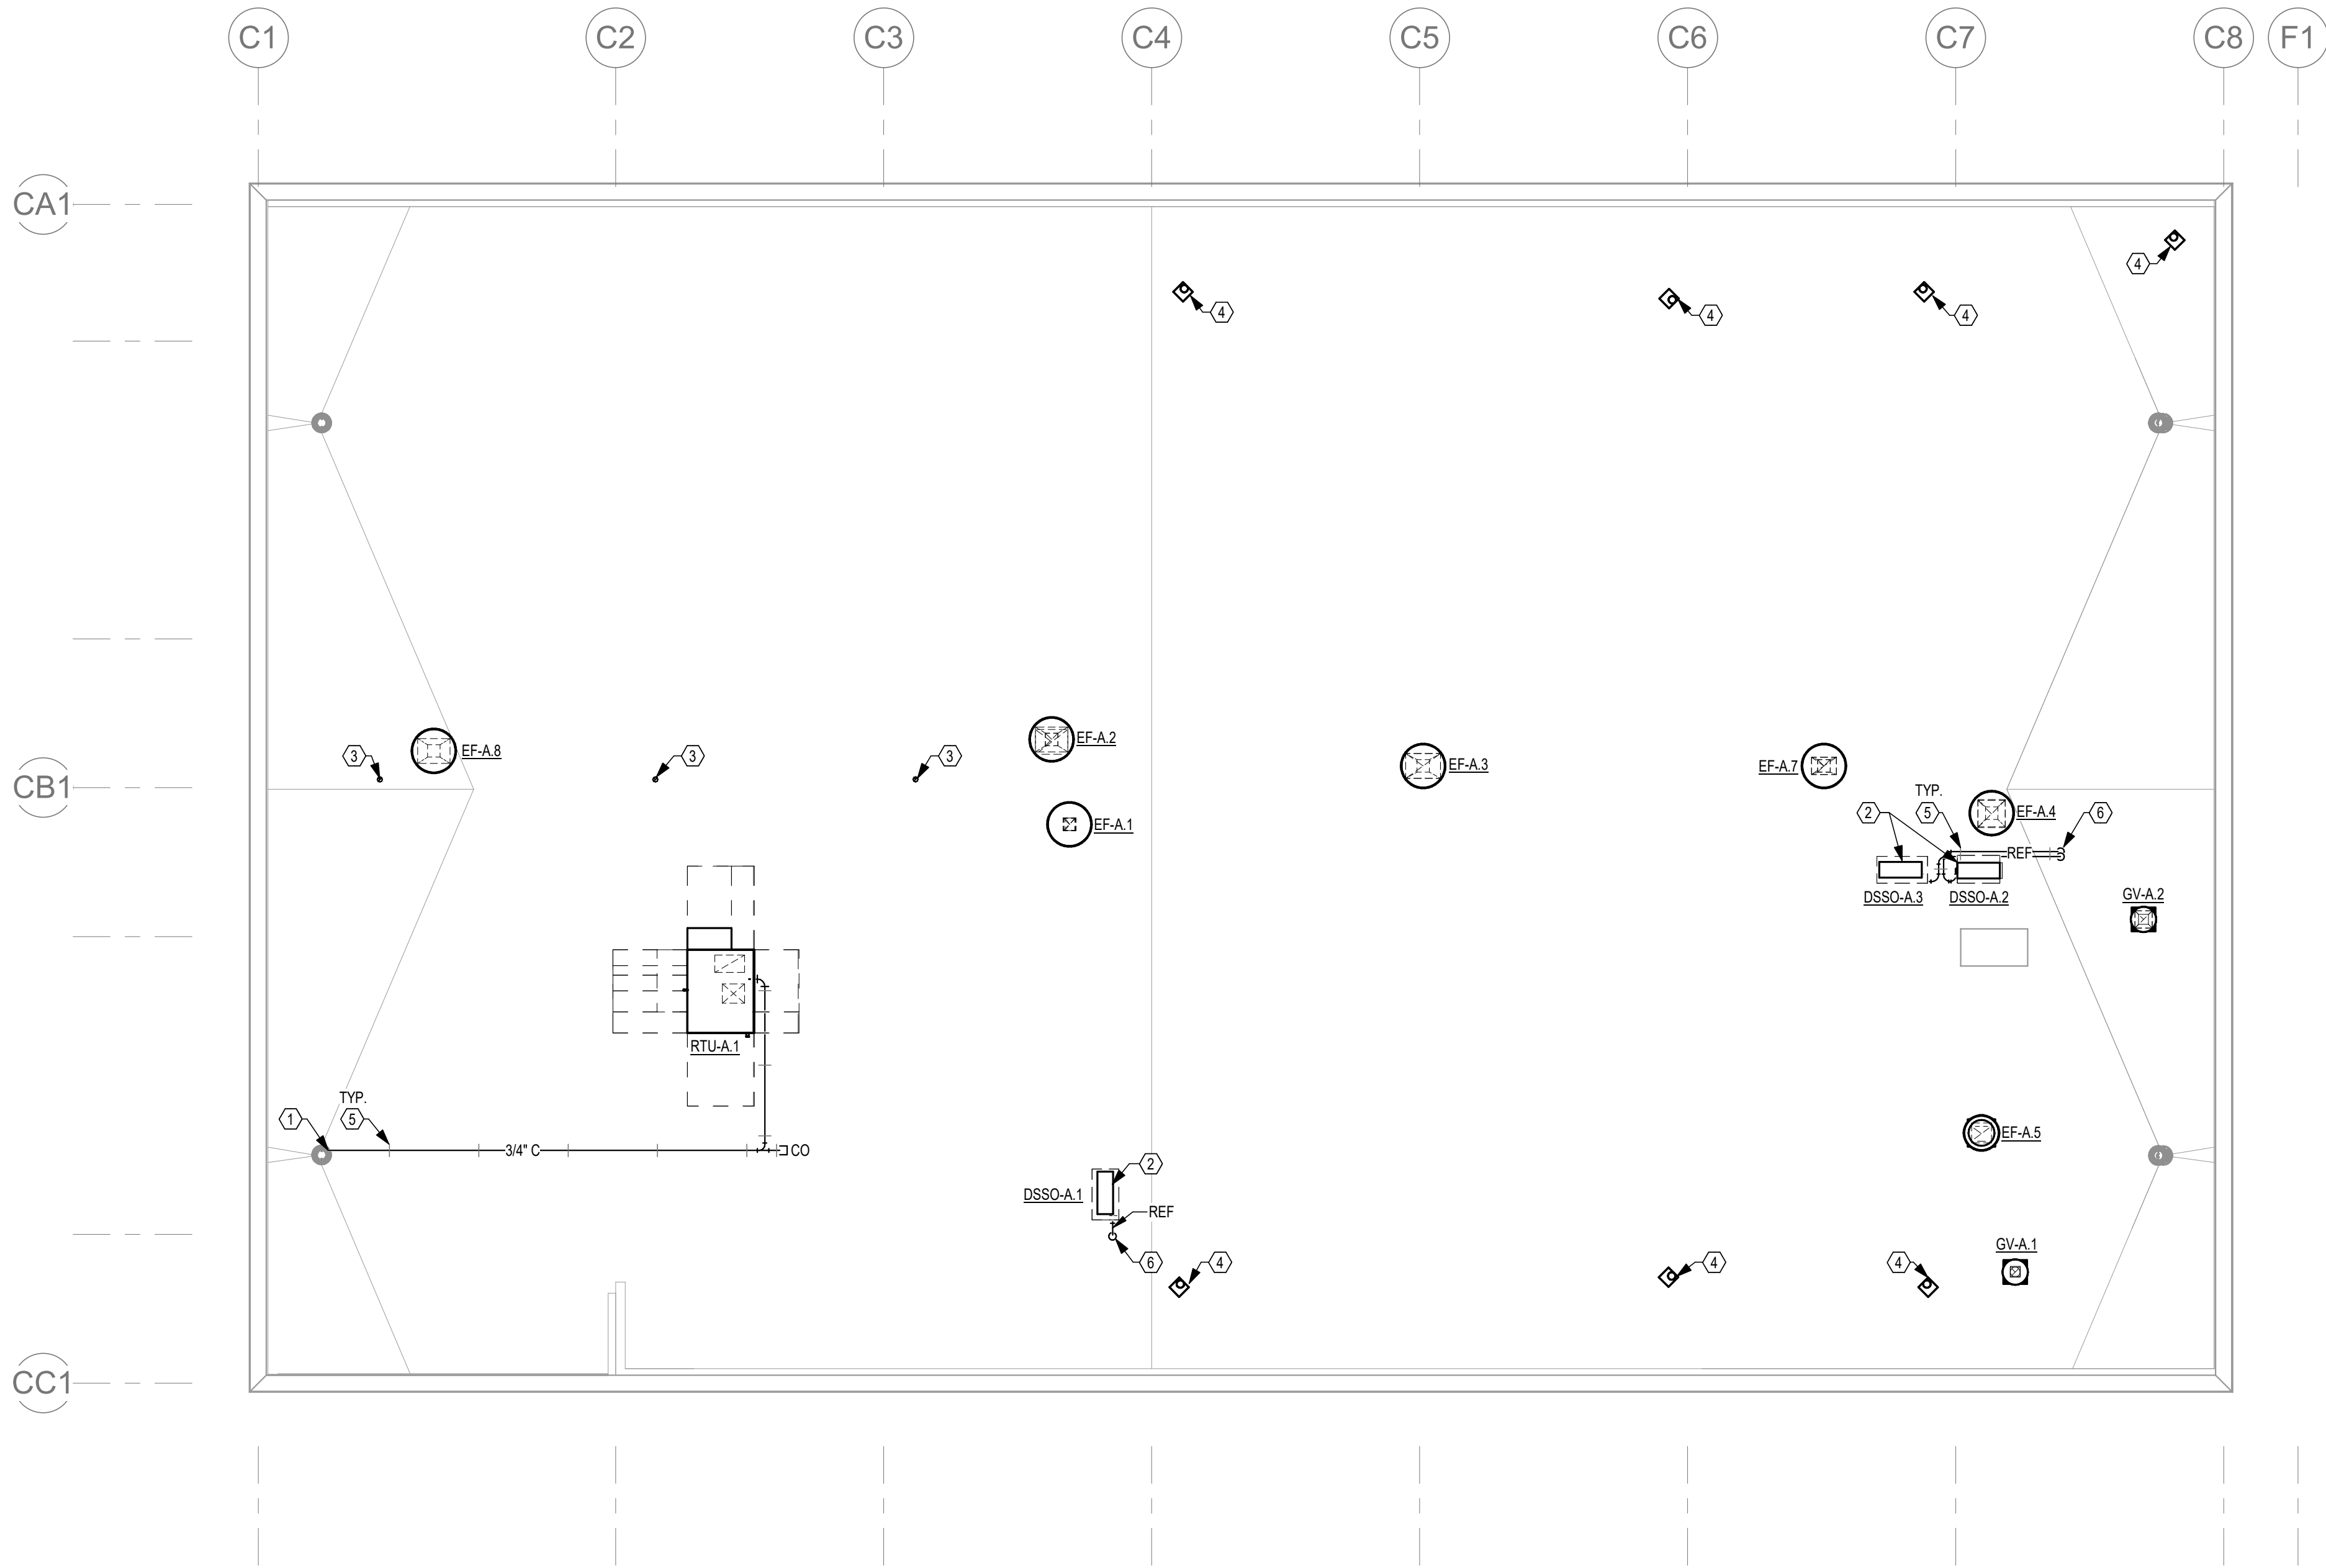 C1
C2
C3
C4
C5
C6
C7
C8
F1
CA1
4
4
4
4
EF-A.2
3
EF-A.8
3
3
EF-A.3
EF-A.7
CB1
TYP.
EF-A.1
2
5
EF-A.4
6
REF
DSSO-A.3
DSSO-A.2
GV-A.2
RTU-A.1
TYP.
1
5
EF-A.5
3/4" C
CO
2
DSSO-A.1
REF
GV-A.1
6
4
4
4
CC1